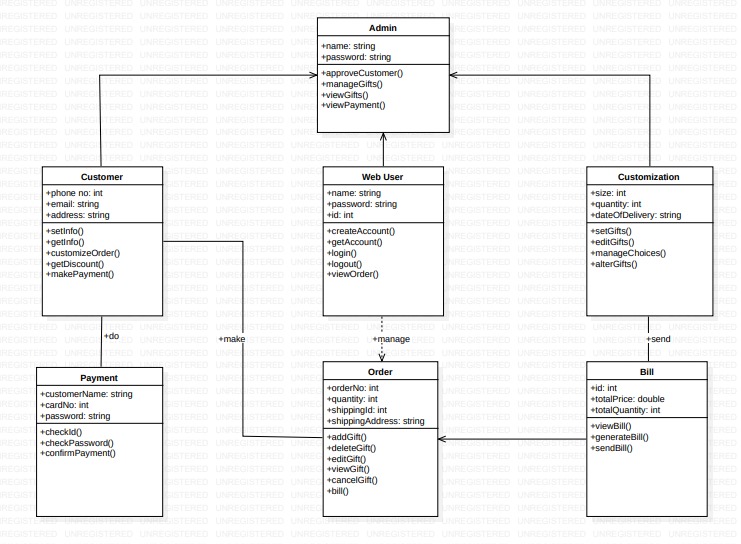 Admin
+name: string
+password: string
+approveCustomer()
+manageGifts()
+viewGifts()
+viewPayment()
Customer
+phone no: int
+email: string
+address: string
+setInfo()
+getInfo()
+customizeOrder()
+getDiscount()
+makePayment()
Web User
+name: string
+password: string
+id: int
+createAccount()
+getAccount()
+login()
+logout()
+viewOrder()
Customization
+size: int
+quantity: int
+dateOfDelivery: string
+setGifts()
+editGifts()
+manageChoices()
+alterGifts()
+do
+make
+manage
+send
Payment
+customerName: string
+cardNo: int
+password: string
+checkId()
+checkPassword()
+confirmPayment()
Order
+orderNo: int
+quantity: int
+shippingId: int
+shippingAddress: string
+addGift()
+deleteGift()
+editGift()
+viewGift()
+cancelGift()
+bill()
Bill
+id: int
+totalPrice: double
+totalQuantity: int
+viewBill()
+generateBill()
+sendBill()
UNREGISTERED